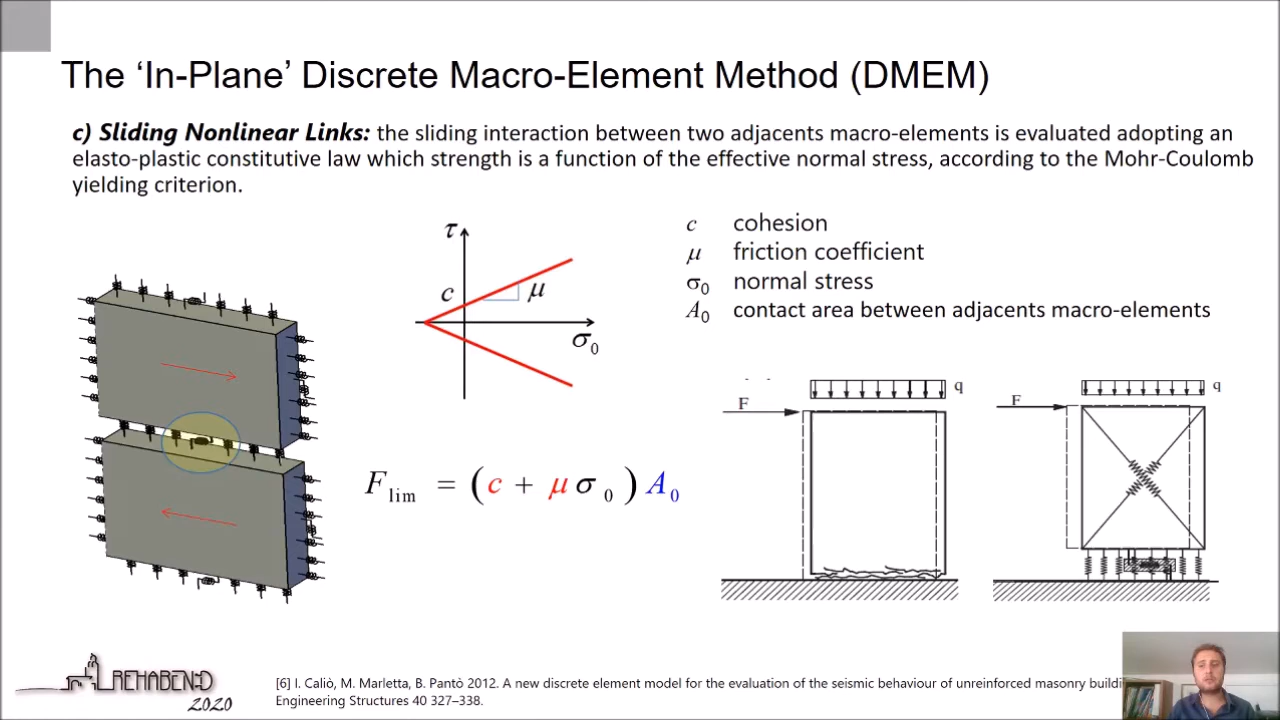 The ‘In-Plane’ Discrete Macro-Element Method (DMEM)
c) Sliding Nonlinear Links: the sliding interaction between two adjacents macro-elements is evaluated adopting an
elasto-plastic constitutive law which strength is a function of the effective normal stress, according to the Mohr-Coulomb
yielding criterion.
τ
c
μ
σ0
c cohesion
μ friction coefficient
σ0 normal stress
A0 contact area between adjacents macro-elements
F lim = (c + μ σ 0) A0
q
F
q
F
REHABEND
2020
[6] I. Caliò, M. Marletta, B. Pantò 2012. A new discrete element model for the evaluation of the seismic behaviour of unreinforced masonry
Engineering Structures 40 327–338.